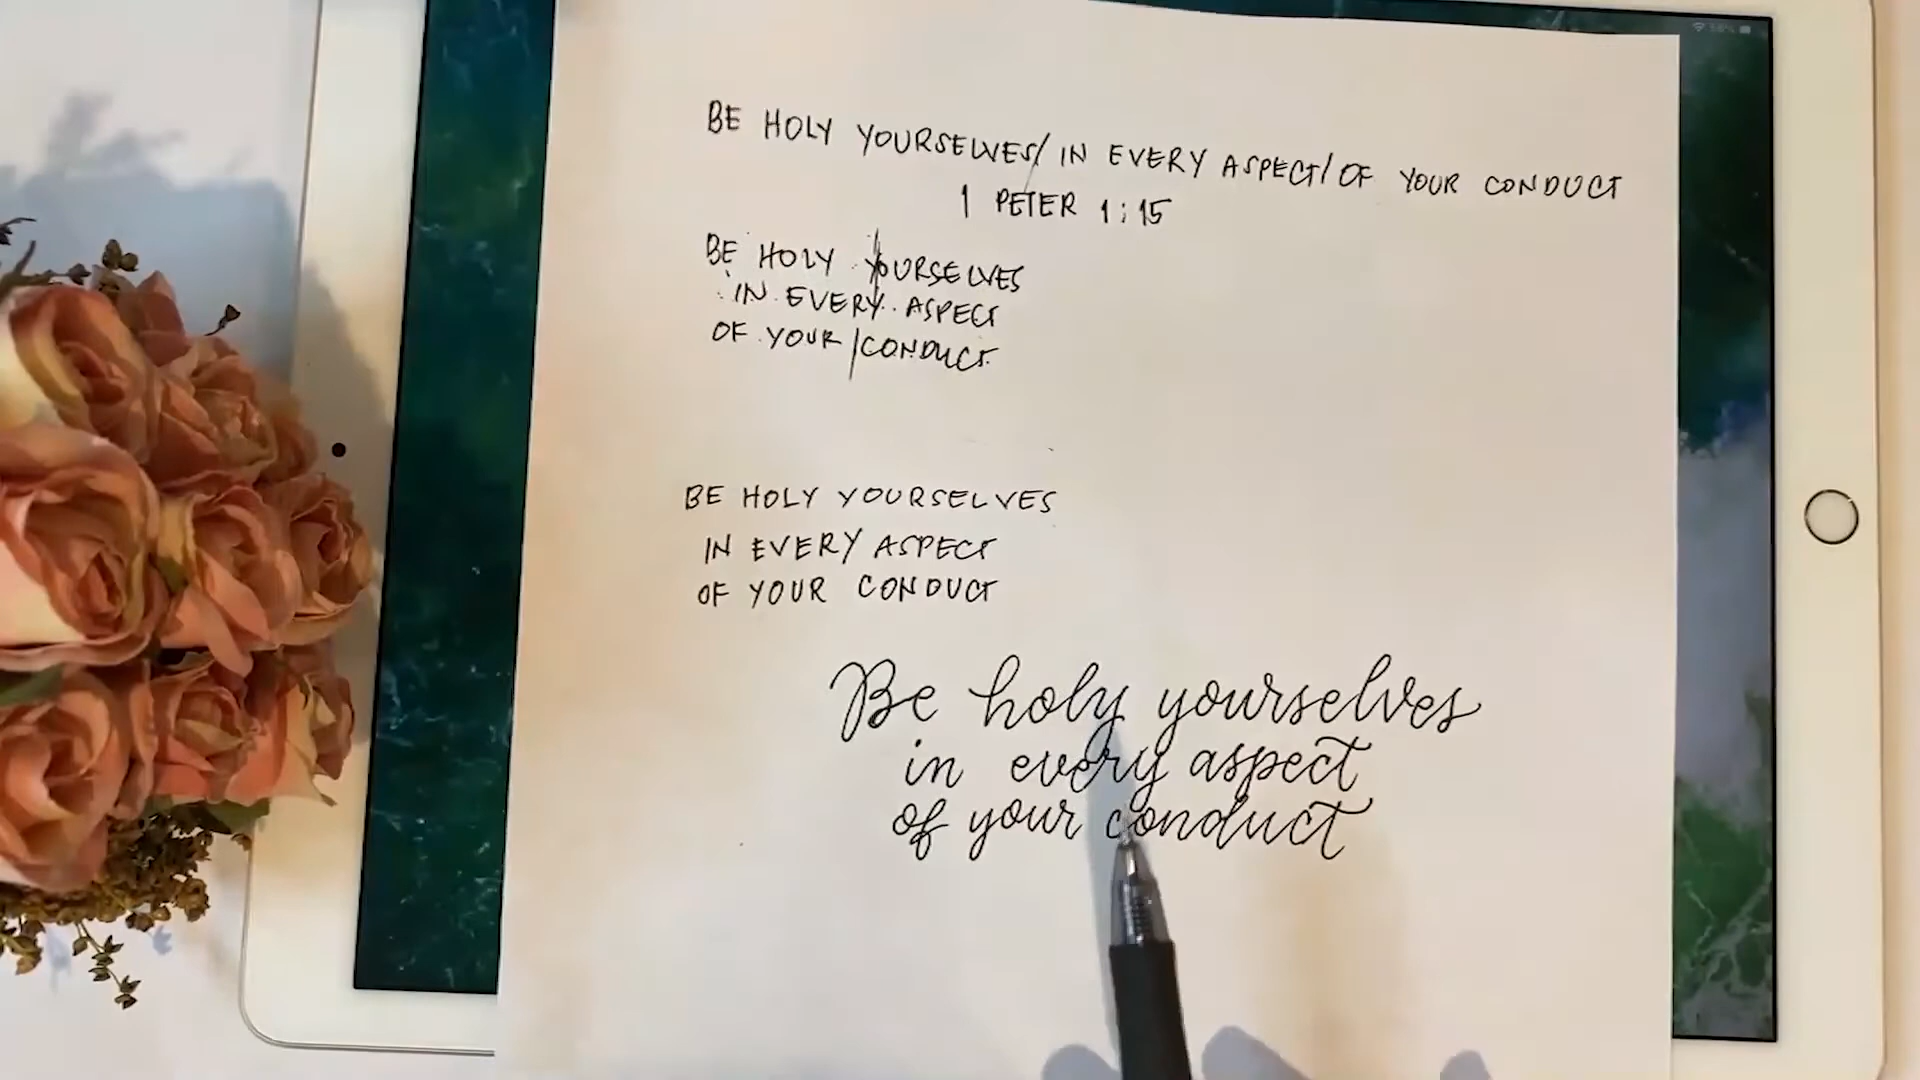 BE HOLY YOURSELVES/ IN EVERY ASPECT/ OF YOUR CONDUCT
1 PETER 1:15
BE HOLY YOURSELVES
IN EVERY ASPECT
OF YOUR/CONDUCT.
BE HOLY YOURSELVES
IN EVERY ASPECT
OF YOUR CONDUCT
Be holy yourselves
in every aspect
of your conduct